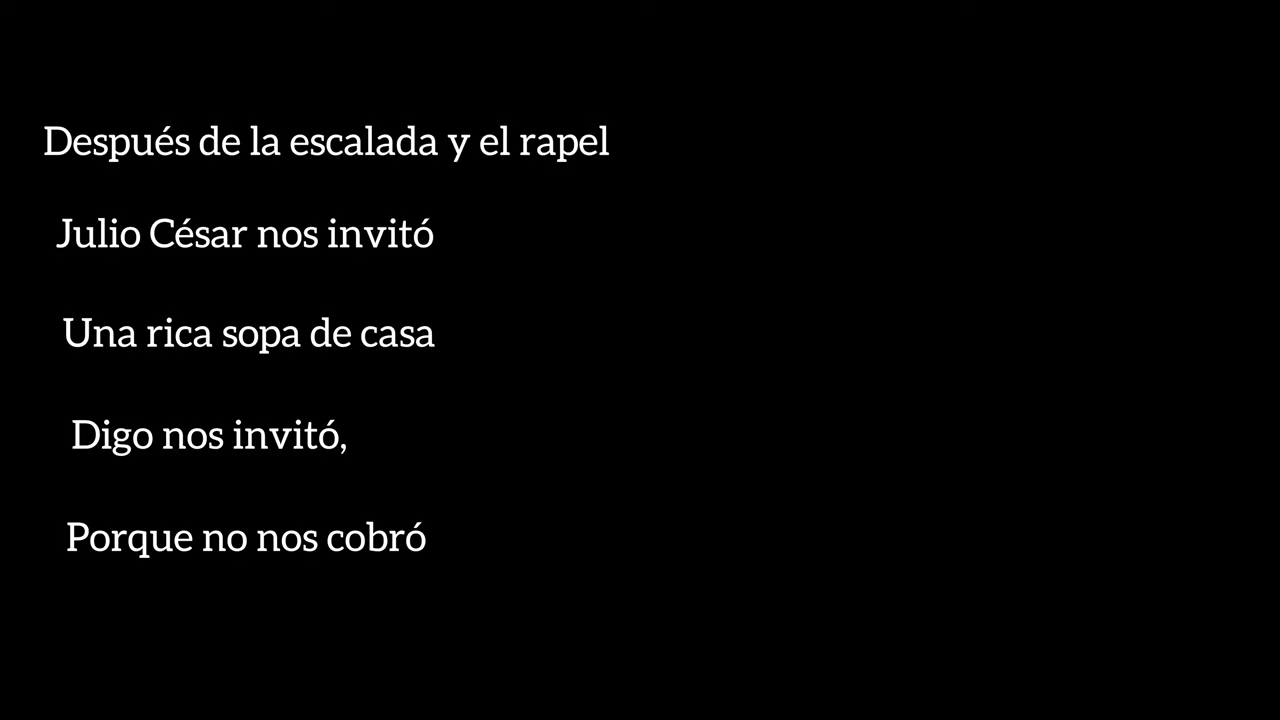 Después de la escalada y el rapel
Julio César nos invitó
Una rica sopa de casa
Digo nos invitó,
Porque no nos cobró